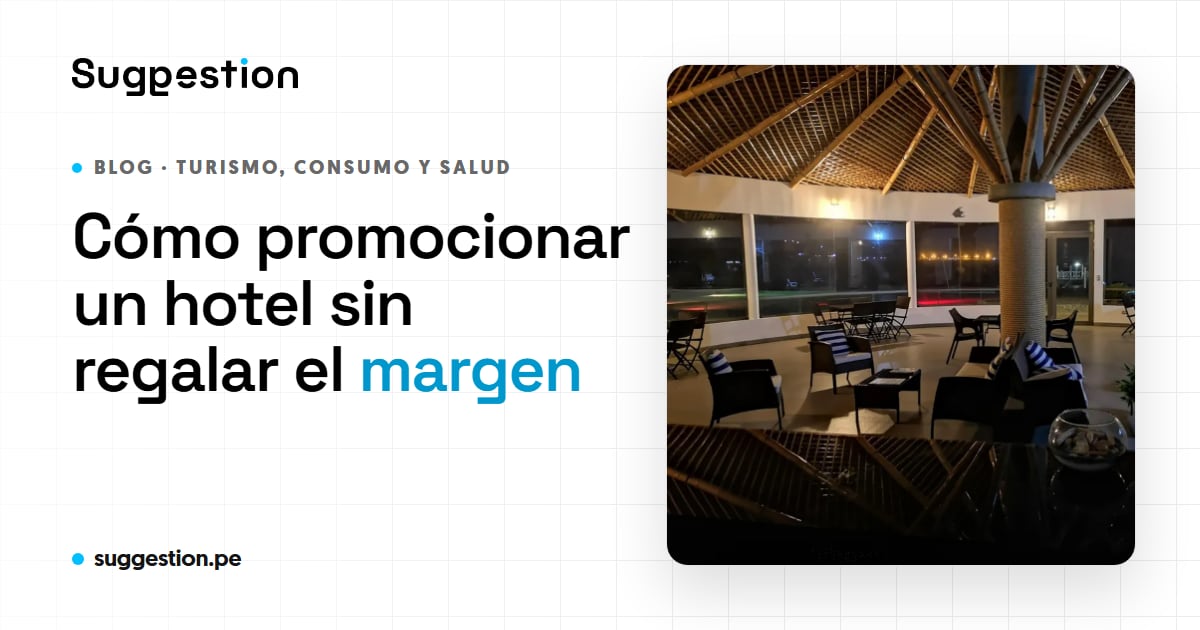 Suggestion
BLOG · TURISMO, CONSUMO Y SALUD
Cómo promocionar
un hotel sin
regalar el margen
suggestion.pe